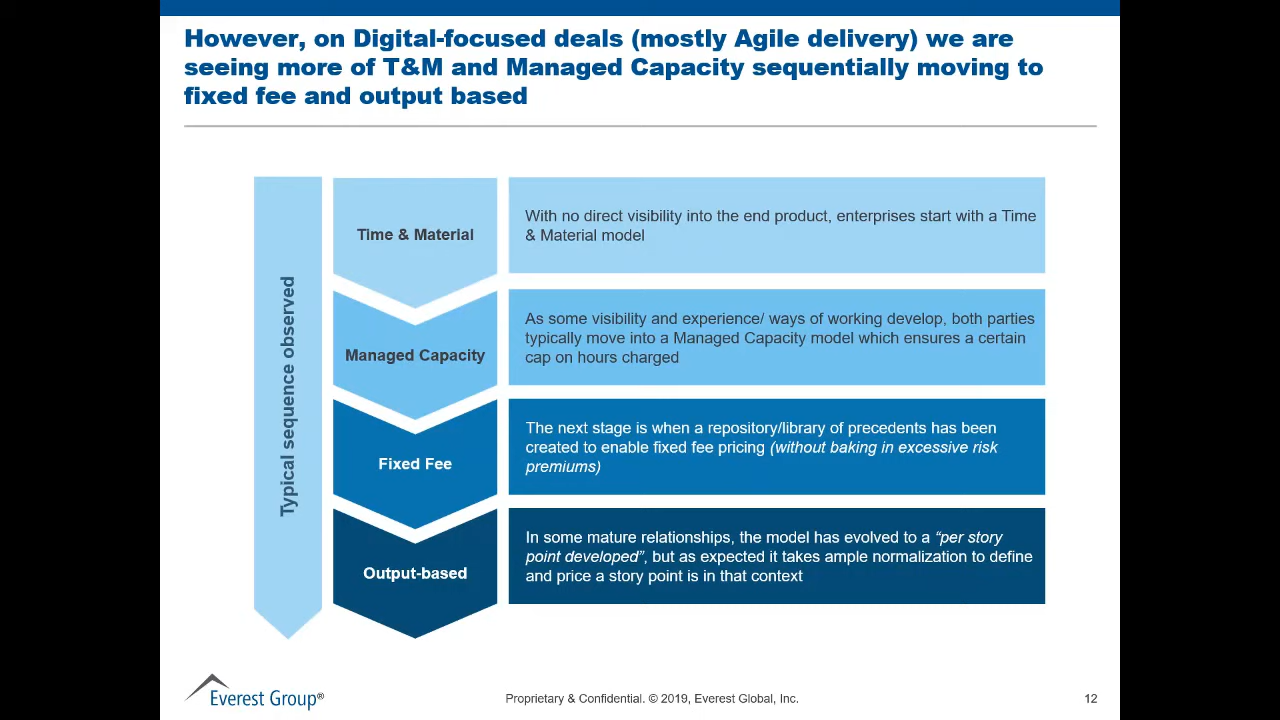 However, on Digital-focused deals (mostly Agile delivery) we are
seeing more of T&M and Managed Capacity sequentially moving to
fixed fee and output based
Typical sequence observed
Time & Material
With no direct visibility into the end product, enterprises start with a Time
& Material model
Managed Capacity
As some visibility and experience/ ways of working develop, both parties
typically move into a Managed Capacity model which ensures a certain
cap on hours charged
Fixed Fee
The next stage is when a repository/library of precedents has been
created to enable fixed fee pricing (without baking in excessive risk
premiums)
Output-based
In some mature relationships, the model has evolved to a “per story
point developed”, but as expected it takes ample normalization to define
and price a story point is in that context
Everest Group®
Proprietary & Confidential. © 2019, Everest Global, Inc.
12